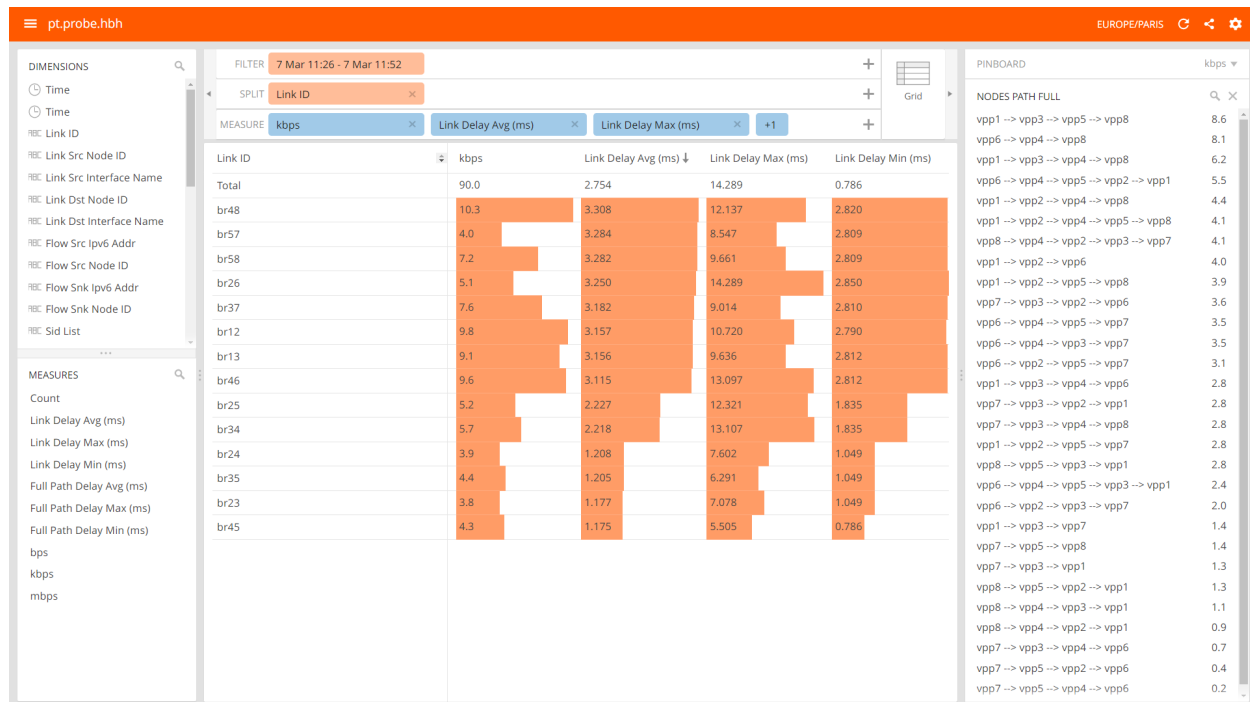 pt.probe.hbh
EUROPE/PARIS
DIMENSIONS
Time
Time
ABC Link ID
ABC Link Src Node ID
ABC Link Src Interface Name
ABC Link Dst Node ID
ABC Link Dst Interface Name
ABC Flow Src Ipv6 Addr
ABC Flow Src Node ID
ABC Flow Snk Ipv6 Addr
ABC Flow Snk Node ID
ABC Sid List
MEASURES
Count
Link Delay Avg (ms)
Link Delay Max (ms)
Link Delay Min (ms)
Full Path Delay Avg (ms)
Full Path Delay Max (ms)
Full Path Delay Min (ms)
bps
kbps
mbps
FILTER 7 Mar 11:26 - 7 Mar 11:52
SPLIT Link ID
MEASURE kbps Link Delay Avg (ms) Link Delay Max (ms) +1
Grid
Link ID kbps Link Delay Avg (ms) Link Delay Max (ms) Link Delay Min (ms)
Total 90.0 2.754 14.289 0.786
br48 10.3 3.308 12.137 2.820
br57 4.0 3.284 8.547 2.809
br58 7.2 3.282 9.661 2.809
br26 5.1 3.250 14.289 2.850
br37 7.6 3.182 9.014 2.810
br12 9.8 3.157 10.720 2.790
br13 9.1 3.156 9.636 2.812
br46 9.6 3.115 13.097 2.812
br25 5.2 2.227 12.321 1.835
br34 5.7 2.218 13.107 1.835
br24 3.9 1.208 7.602 1.049
br35 4.4 1.205 6.291 1.049
br23 3.8 1.177 7.078 1.049
br45 4.3 1.175 5.505 0.786
PINBOARD kbps
NODES PATH FULL
vpp1 --> vpp3 --> vpp5 --> vpp8 8.6
vpp6 --> vpp4 --> vpp8 8.1
vpp1 --> vpp3 --> vpp4 --> vpp8 6.2
vpp6 --> vpp4 --> vpp5 --> vpp2 --> vpp1 5.5
vpp1 --> vpp2 --> vpp4 --> vpp8 4.4
vpp1 --> vpp2 --> vpp4 --> vpp5 --> vpp8 4.1
vpp8 --> vpp4 --> vpp2 --> vpp3 --> vpp7 4.1
vpp1 --> vpp2 --> vpp6 4.0
vpp1 --> vpp2 --> vpp5 --> vpp8 3.9
vpp7 --> vpp3 --> vpp2 --> vpp6 3.6
vpp6 --> vpp4 --> vpp5 --> vpp7 3.5
vpp6 --> vpp4 --> vpp3 --> vpp7 3.5
vpp6 --> vpp2 --> vpp5 --> vpp7 3.1
vpp1 --> vpp3 --> vpp4 --> vpp6 2.8
vpp7 --> vpp3 --> vpp2 --> vpp1 2.8
vpp7 --> vpp3 --> vpp4 --> vpp8 2.8
vpp1 --> vpp2 --> vpp5 --> vpp7 2.8
vpp8 --> vpp5 --> vpp3 --> vpp1 2.8
vpp6 --> vpp4 --> vpp5 --> vpp3 --> vpp1 2.4
vpp6 --> vpp2 --> vpp3 --> vpp7 2.0
vpp1 --> vpp3 --> vpp7 1.4
vpp7 --> vpp5 --> vpp8 1.4
vpp7 --> vpp3 --> vpp1 1.3
vpp8 --> vpp5 --> vpp2 --> vpp1 1.3
vpp8 --> vpp4 --> vpp3 --> vpp1 1.1
vpp8 --> vpp4 --> vpp2 --> vpp1 0.9
vpp7 --> vpp3 --> vpp4 --> vpp6 0.7
vpp7 --> vpp5 --> vpp2 --> vpp6 0.4
vpp7 --> vpp5 --> vpp4 --> vpp6 0.2